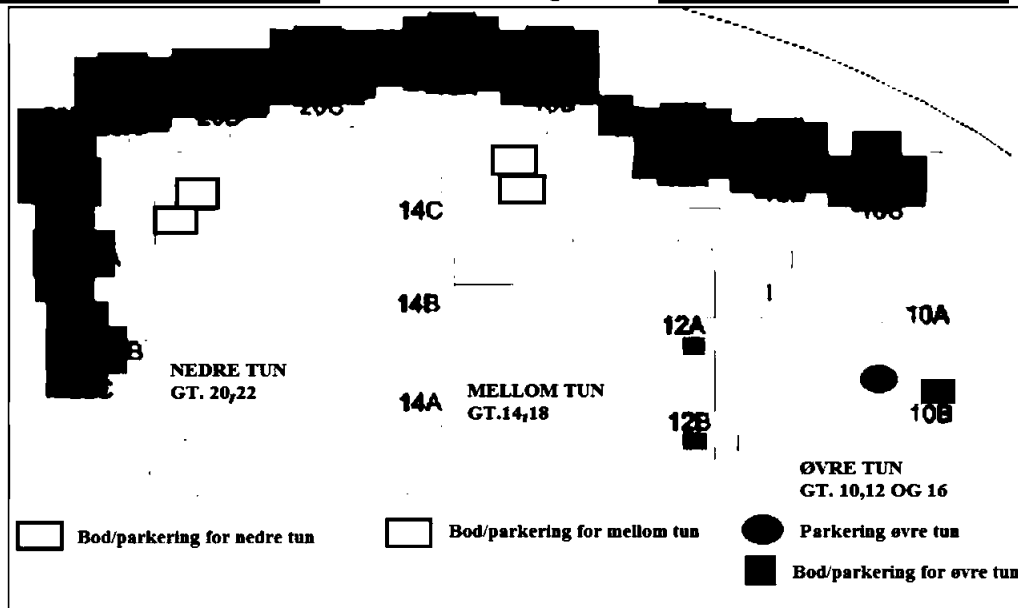 14C
14B
12A
10A
NEDRE TUN
GT. 20,22
14A
MELLOM TUN
GT.14,18
12B
10B
ØVRE TUN
GT. 10,12 OG 16
Bod/parkering for nedre tun
Bod/parkering for mellom tun
Parkering øvre tun
Bod/parkering for øvre tun